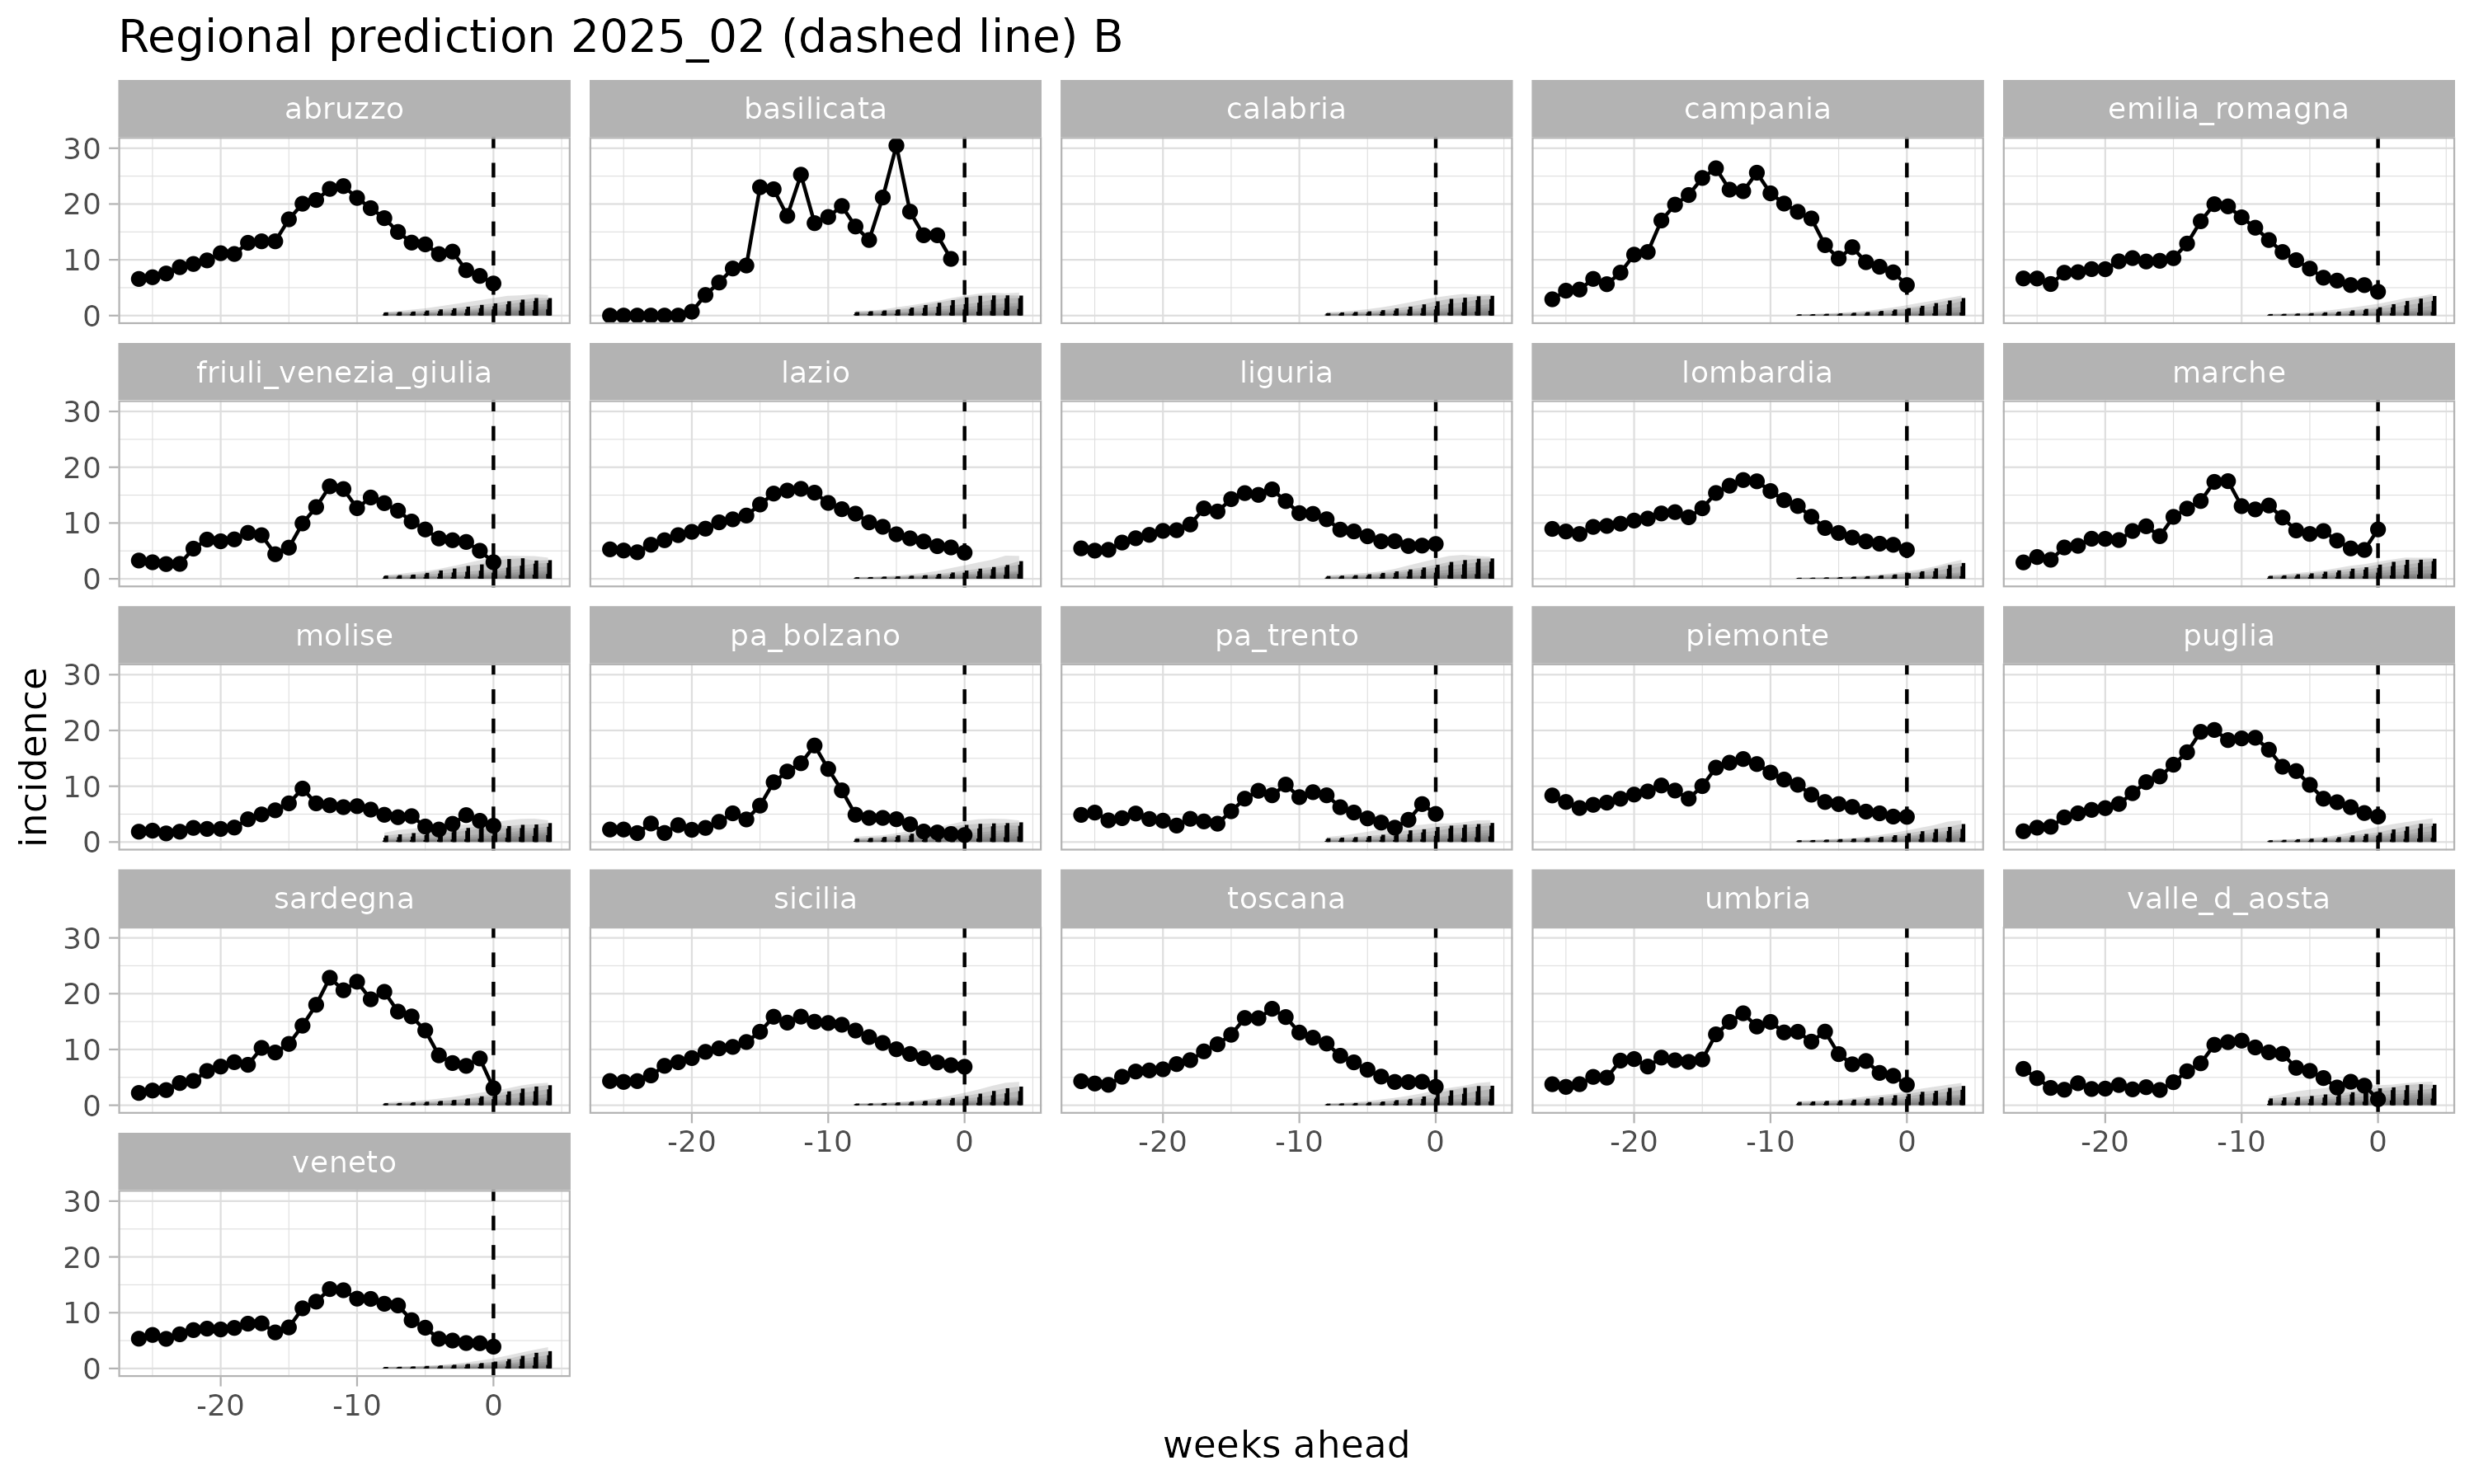 Regional prediction 2025_02 (dashed line) B
abruzzo basilicata calabria campania emilia_romagna
30
20
10
0
friuli_venezia_giulia lazio liguria lombardia marche
30
20
10
0
molise pa_bolzano pa_trento piemonte puglia
30
20
10
0
incidence
sardegna sicilia toscana umbria valle_d_aosta
30
20
10
0
-20 -10 0 -20 -10 0 -20 -10 0 -20 -10 0
veneto
30
20
10
0
-20 -10 0
weeks ahead